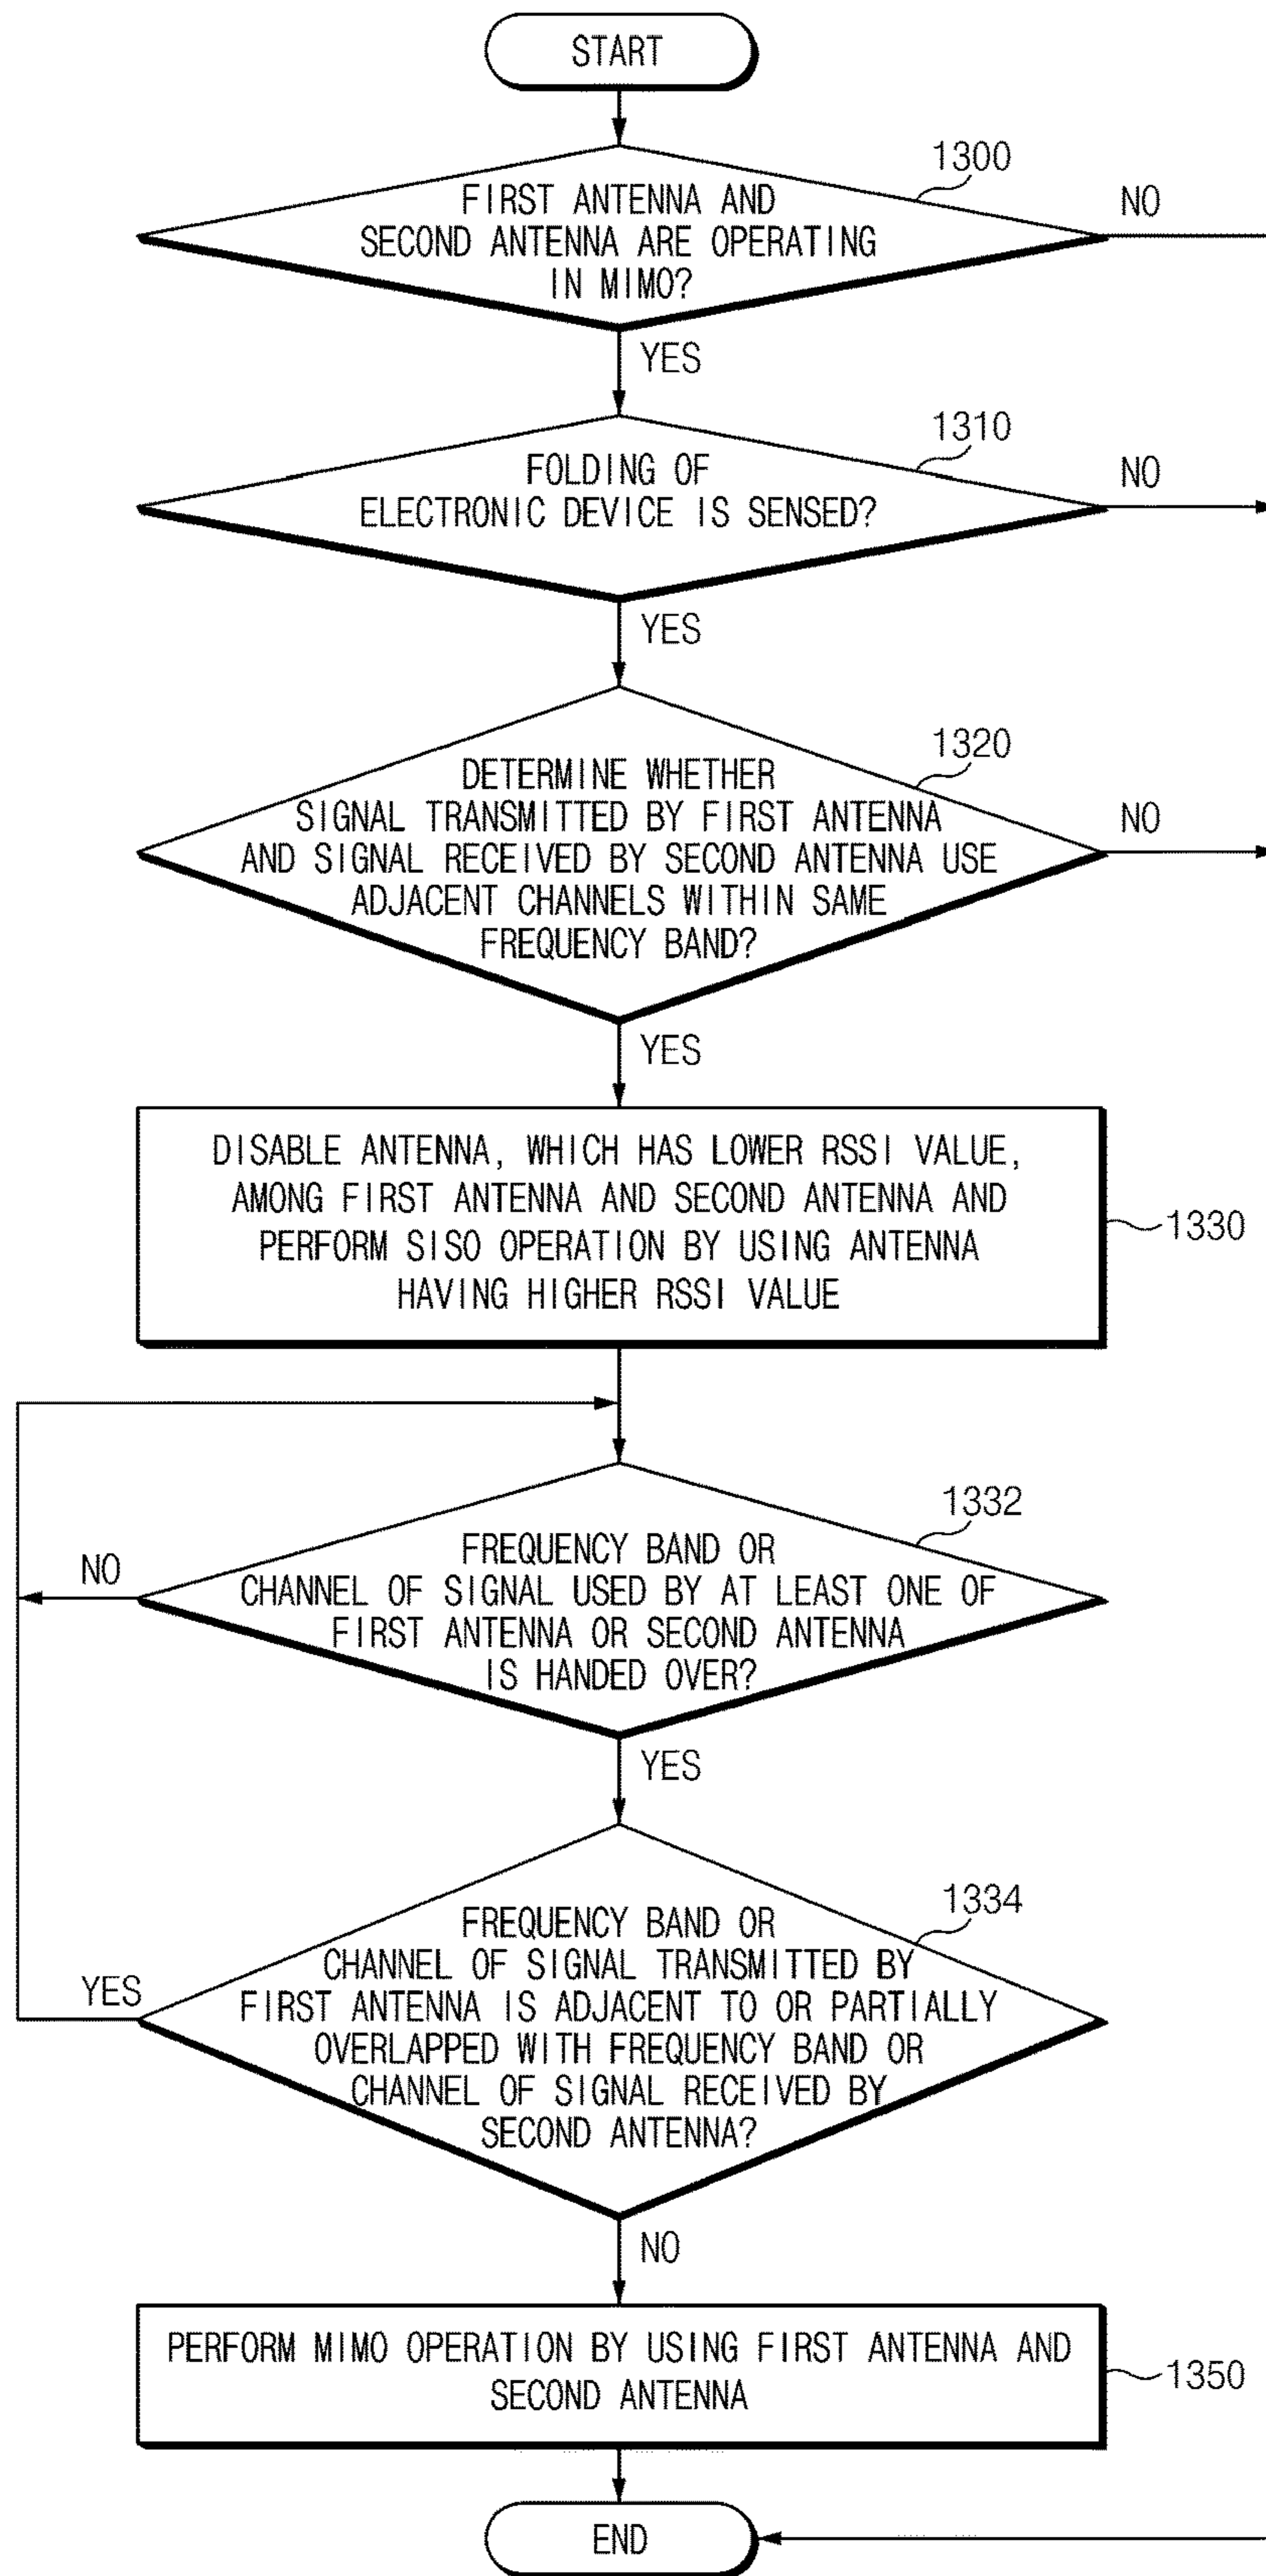 START
1300
FIRST ANTENNA AND
SECOND ANTENNA ARE OPERATING
IN MIMO?
NO
YES
1310
FOLDING OF
ELECTRONIC DEVICE IS SENSED?
NO
YES
1320
DETERMINE WHETHER
SIGNAL TRANSMITTED BY FIRST ANTENNA
AND SIGNAL RECEIVED BY SECOND ANTENNA USE
ADJACENT CHANNELS WITHIN SAME
FREQUENCY BAND?
NO
YES
DISABLE ANTENNA, WHICH HAS LOWER RSSI VALUE,
AMONG FIRST ANTENNA AND SECOND ANTENNA AND
PERFORM SISO OPERATION BY USING ANTENNA
HAVING HIGHER RSSI VALUE
1330
1332
FREQUENCY BAND OR
CHANNEL OF SIGNAL USED BY AT LEAST ONE OF
FIRST ANTENNA OR SECOND ANTENNA
IS HANDED OVER?
NO
YES
1334
FREQUENCY BAND OR
CHANNEL OF SIGNAL TRANSMITTED BY
FIRST ANTENNA IS ADJACENT TO OR PARTIALLY
OVERLAPPED WITH FREQUENCY BAND OR
CHANNEL OF SIGNAL RECEIVED BY
SECOND ANTENNA?
YES
NO
PERFORM MIMO OPERATION BY USING FIRST ANTENNA AND
SECOND ANTENNA
1350
END